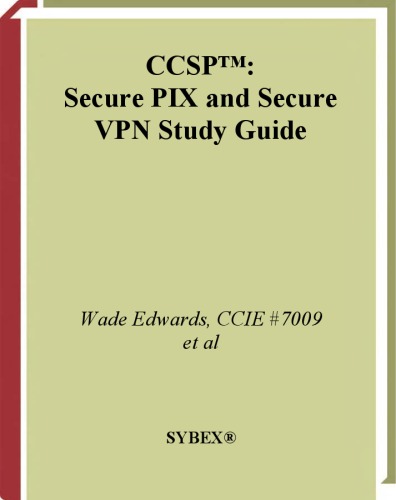 CCSP™:
Secure PIX and Secure
VPN Study Guide
Wade Edwards, CCIE #7009
et al
SYBEX®